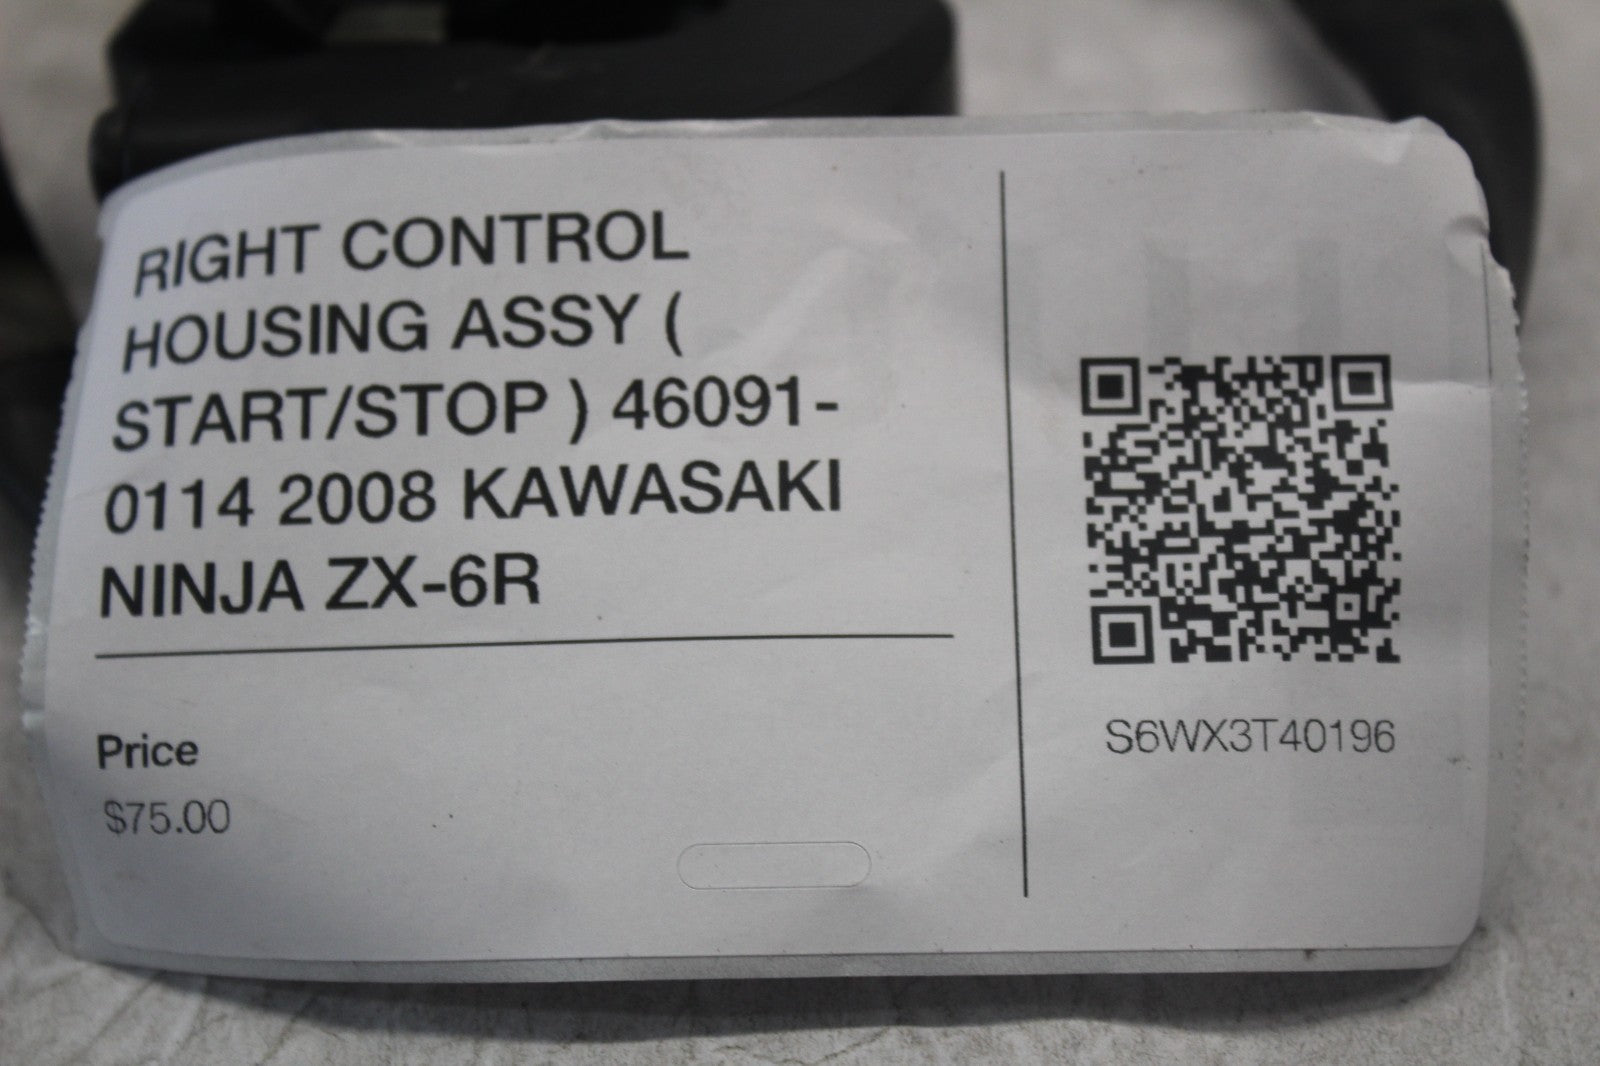 RIGHT CONTROL
HOUSING ASSY (
START/STOP ) 46091-
0114 2008 KAWASAKI
NINJA ZX-6R
Price
$75.00
S6WX3T40196